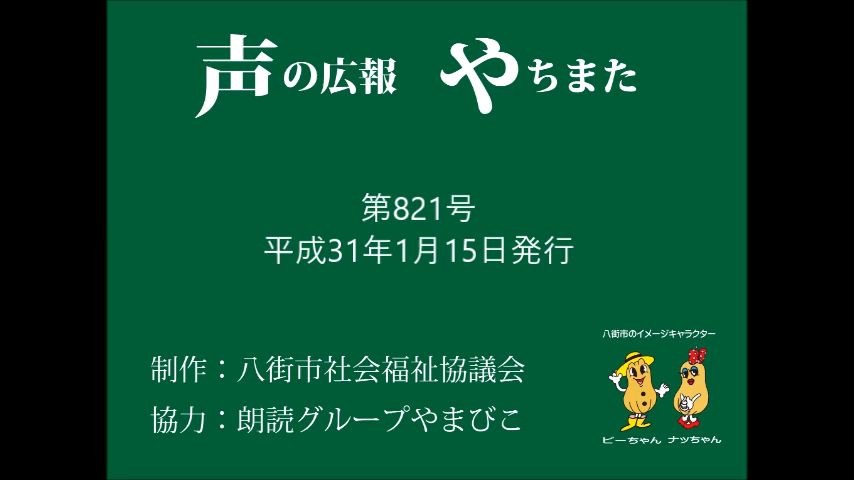 声の広報 やちまた
第821号
平成31年1月15日発行
制作：八街市社会福祉協議会
協力：朗読グループやまびこ
八街市のイメージキャラクター
ピーちゃん ナッちゃん